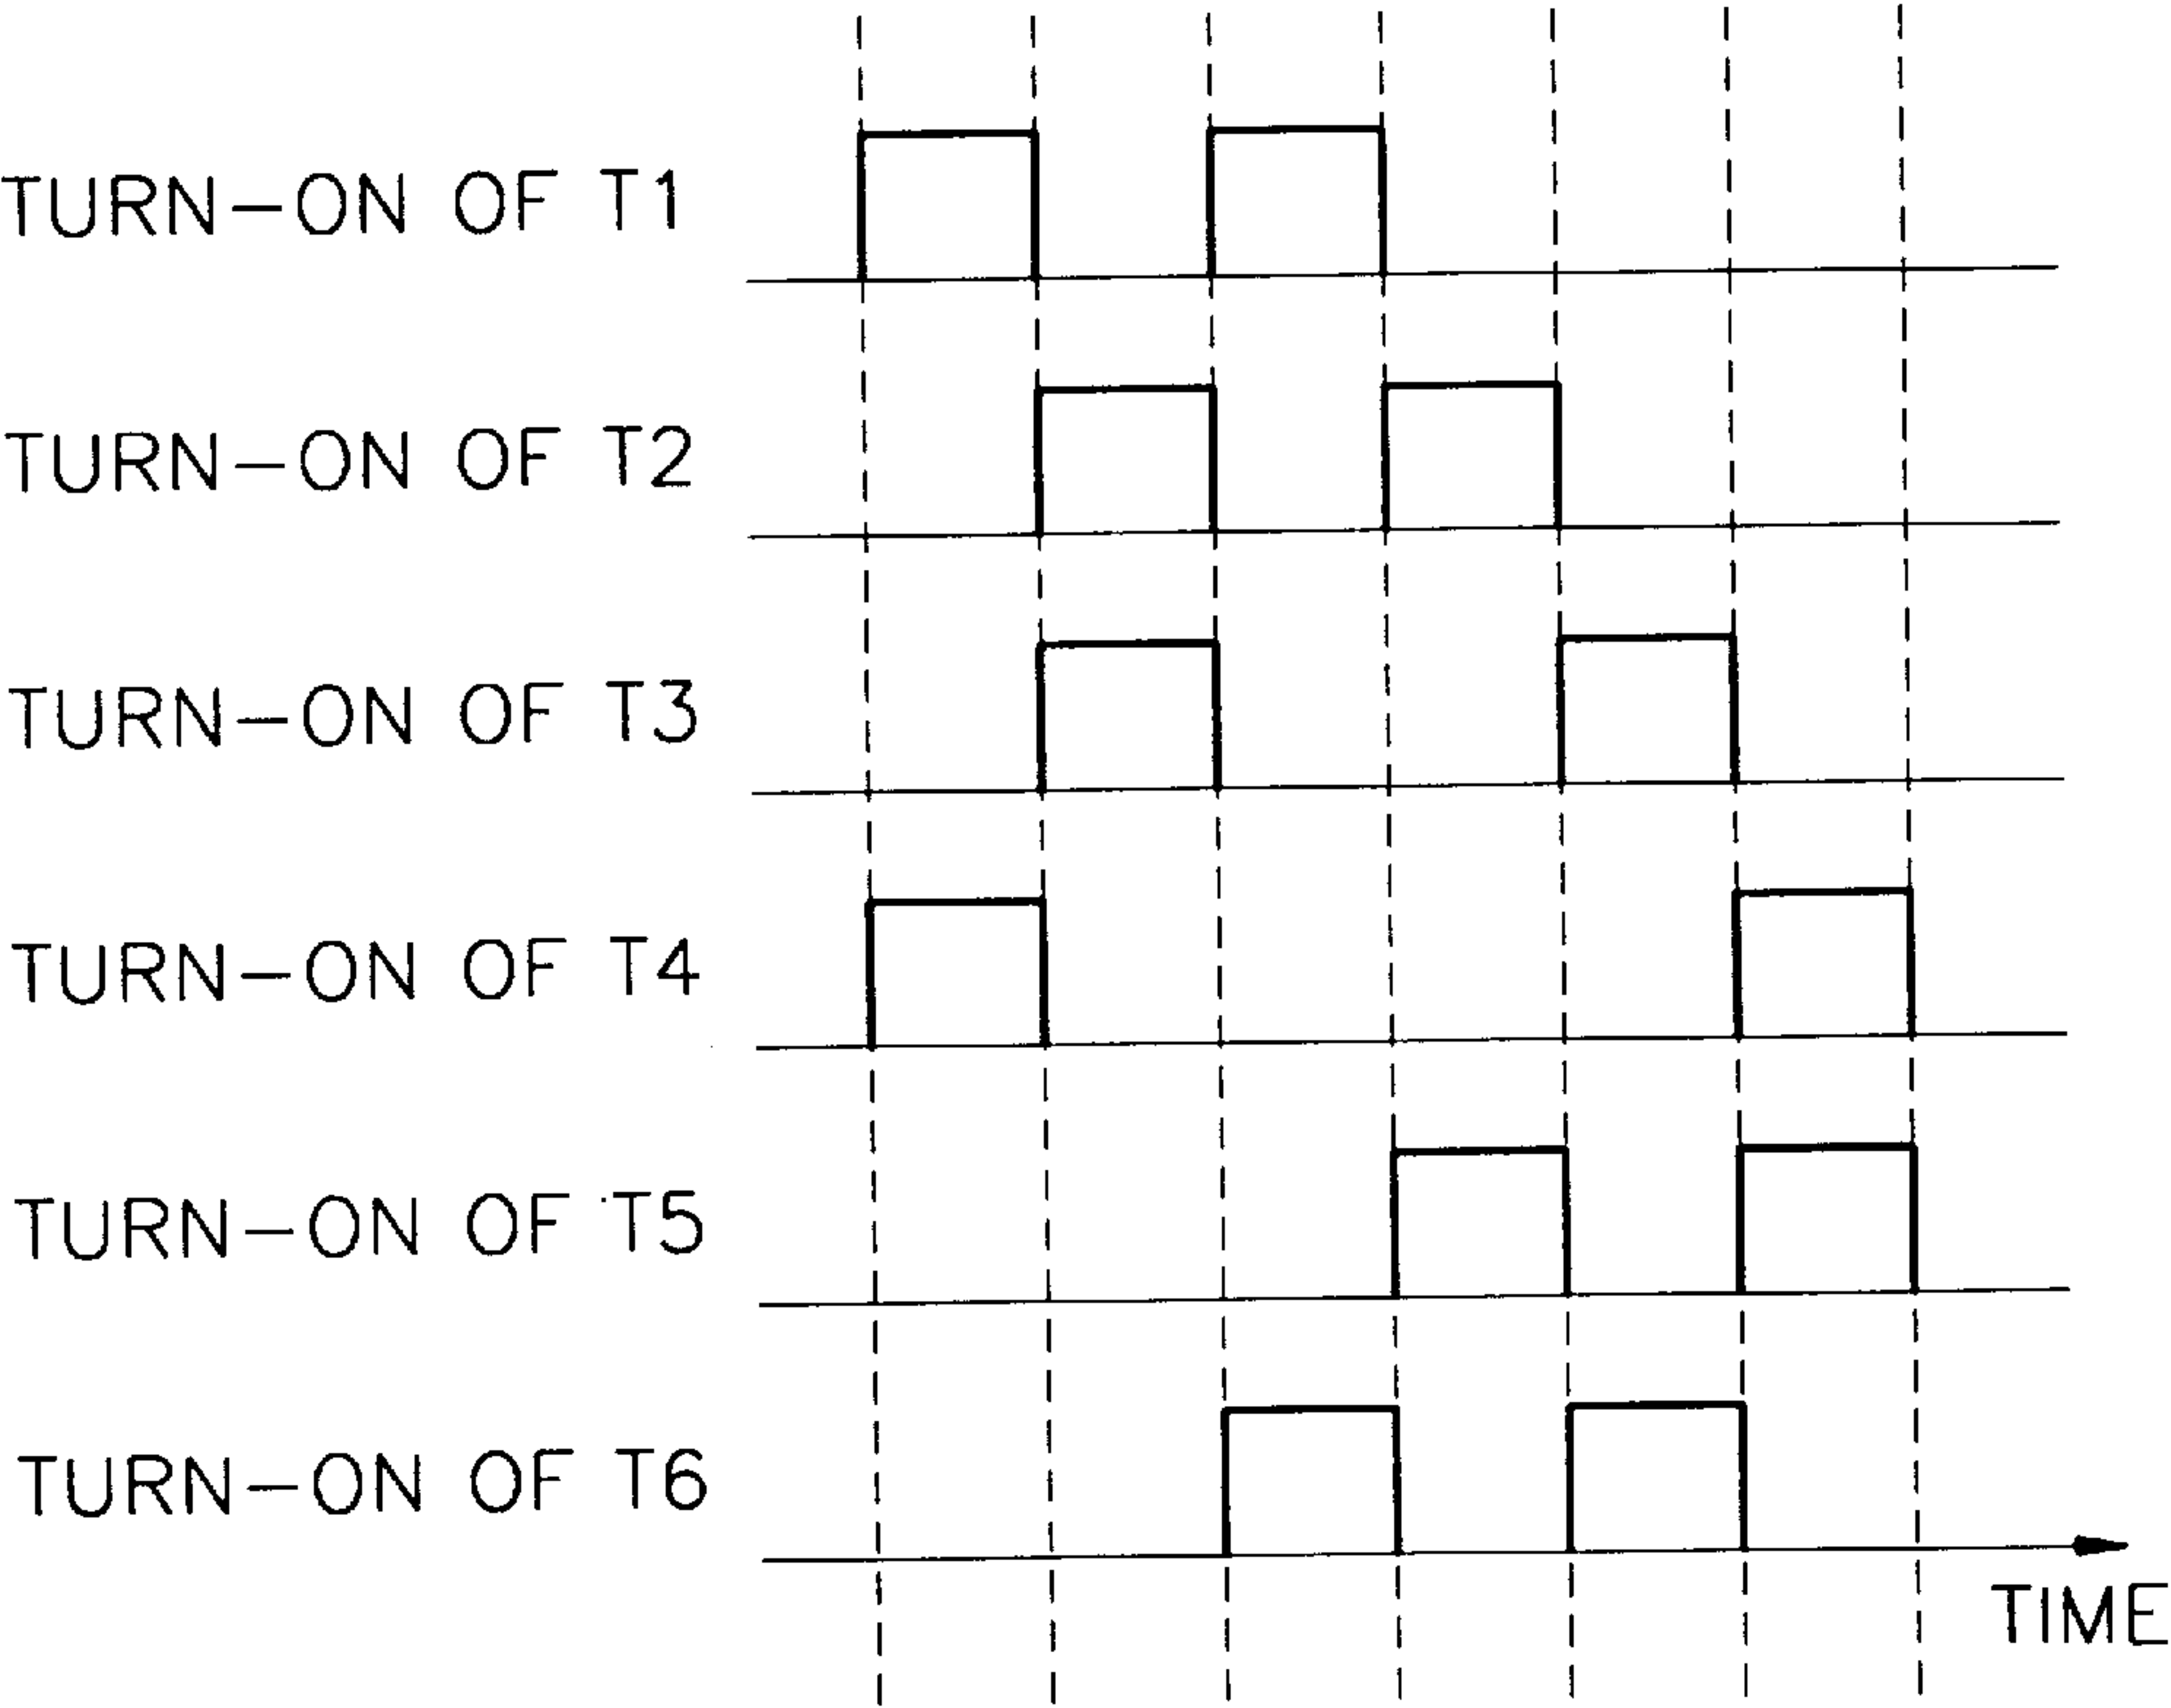 TURN-ON OF T1
TURN-ON OF T2
TURN-ON OF T3
TURN-ON OF T4
TURN-ON OF T5
TURN-ON OF T6
TIME